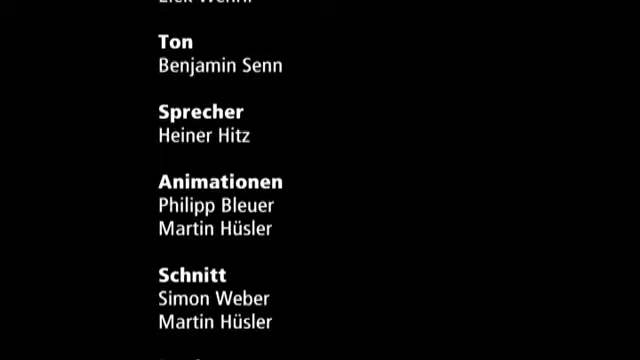 Ton
Benjamin Senn
Sprecher
Heiner Hitz
Animationen
Philipp Bleuer
Martin Hüsler
Schnitt
Simon Weber
Martin Hüsler